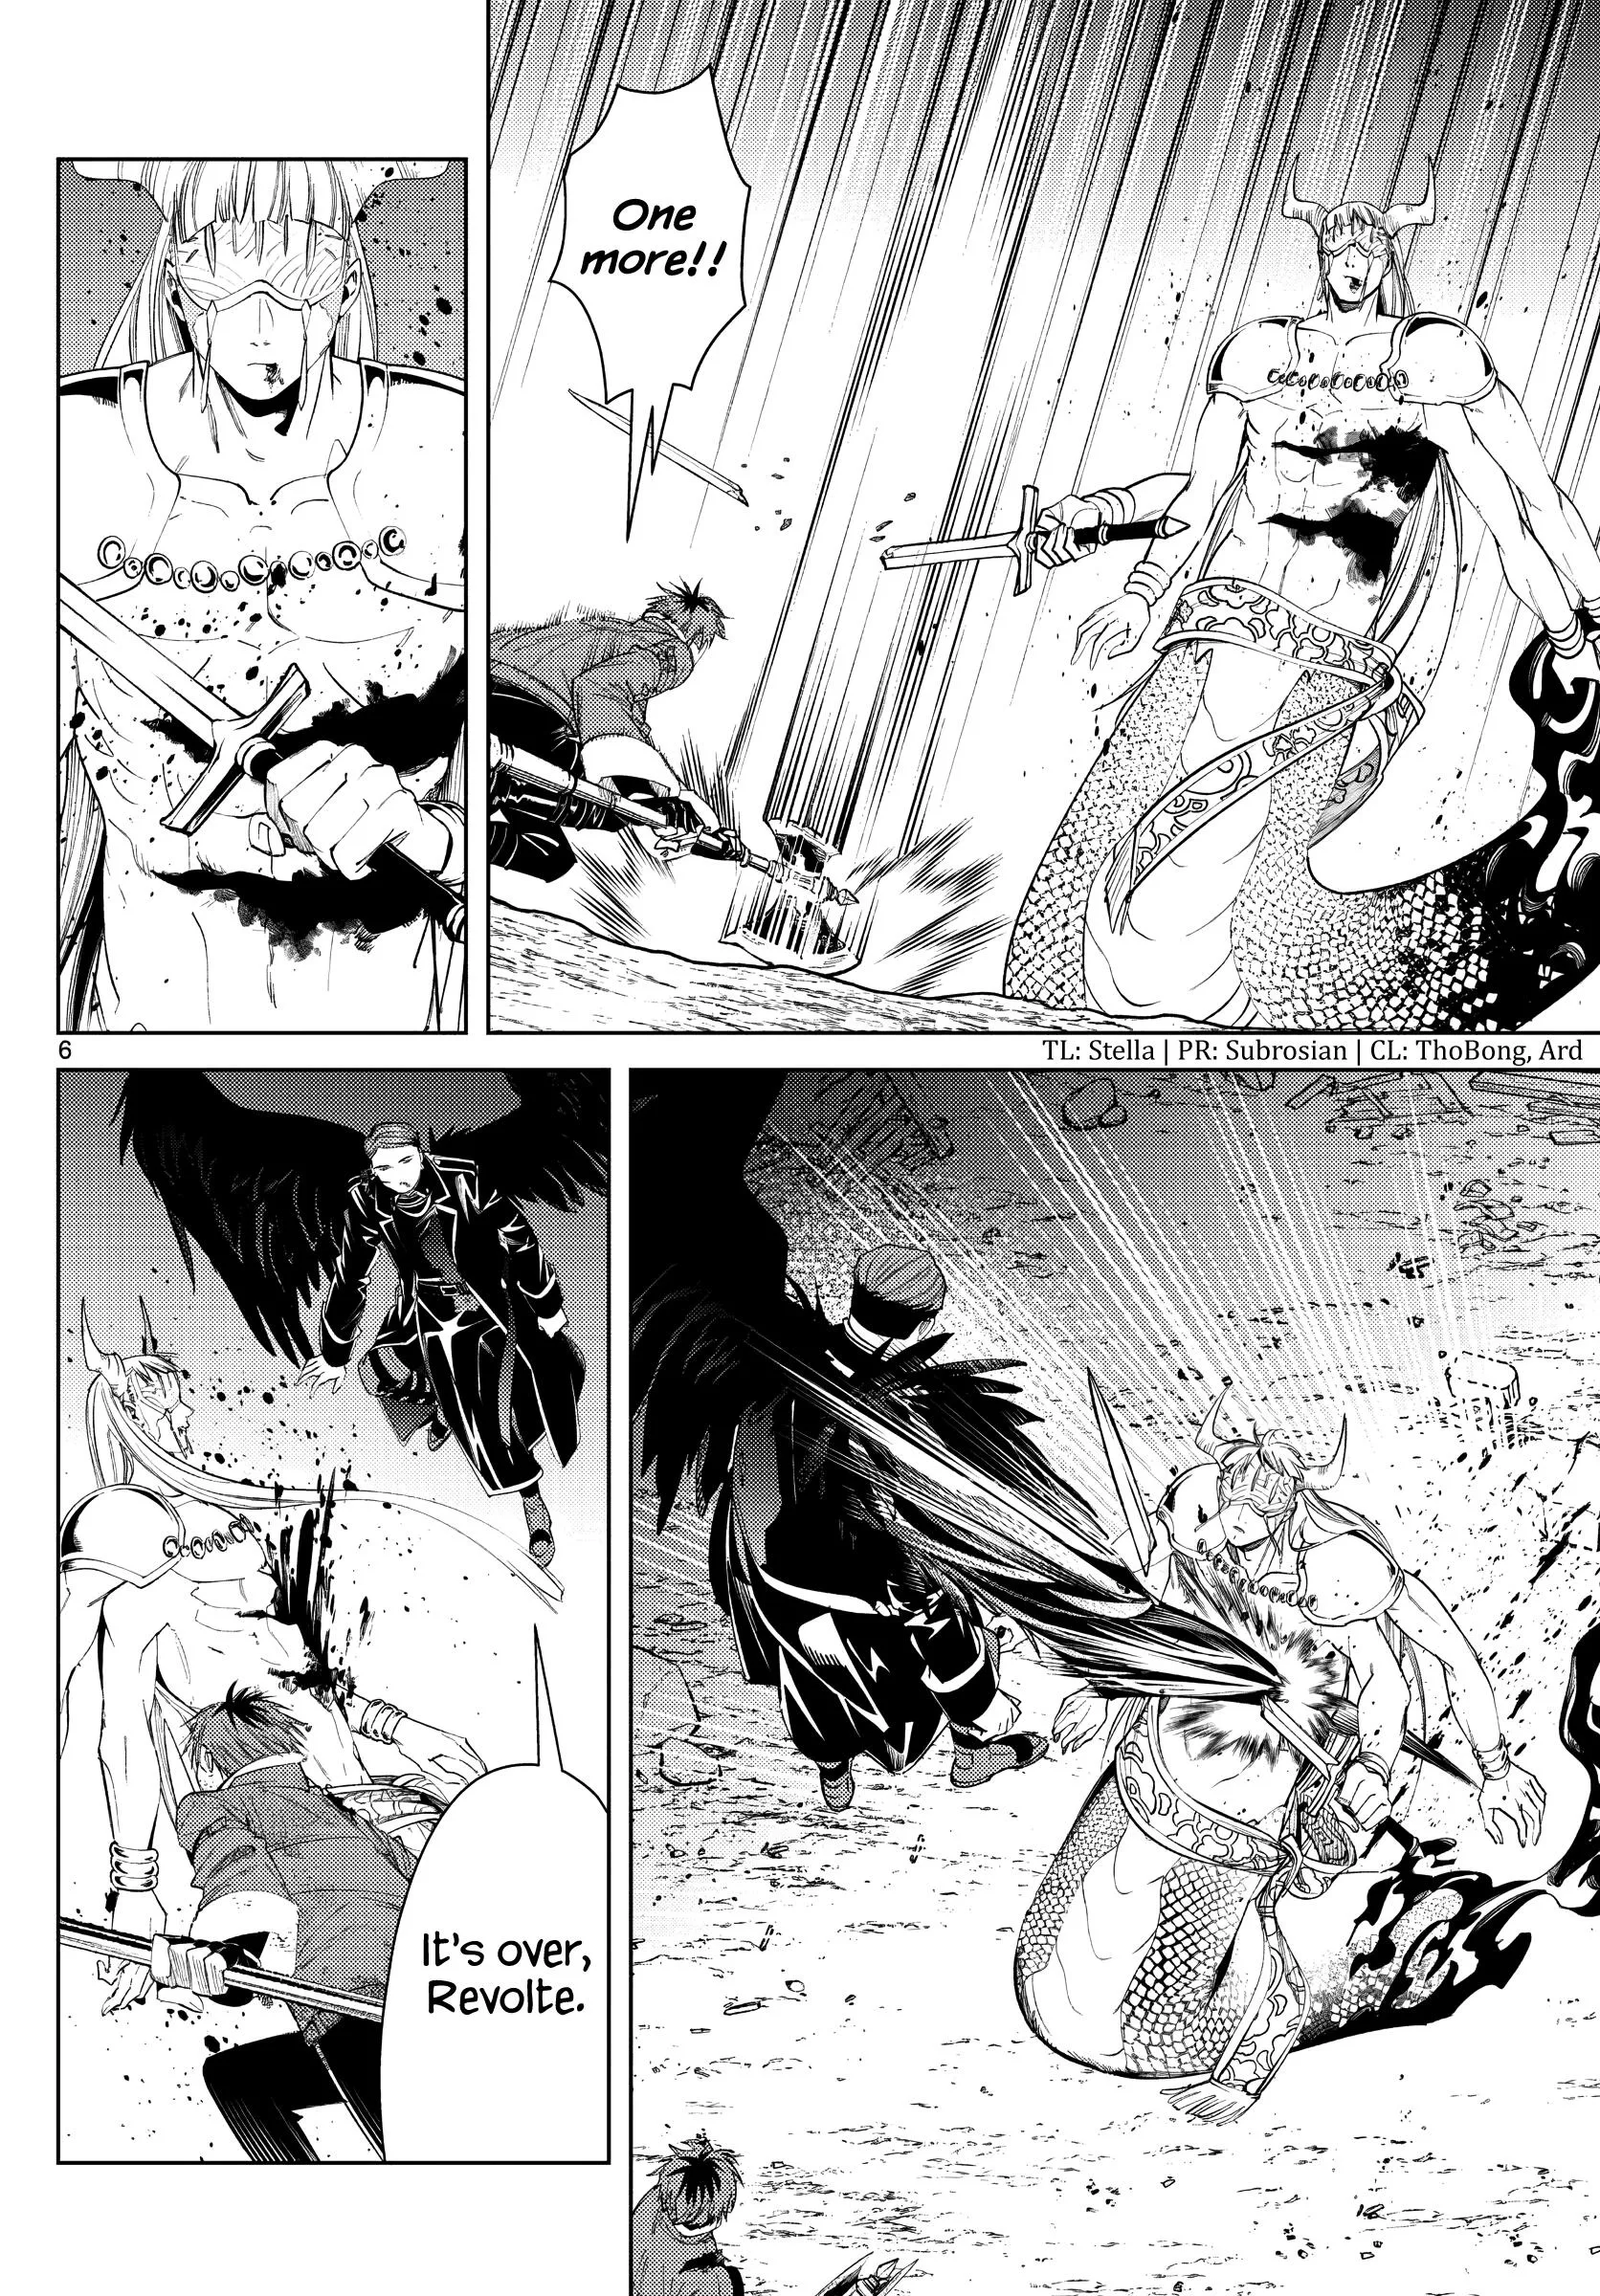 One
more!!
6
TL: Stella | PR: Subrosian | CL: ThoBong, Ard
It's over,
Revolte.